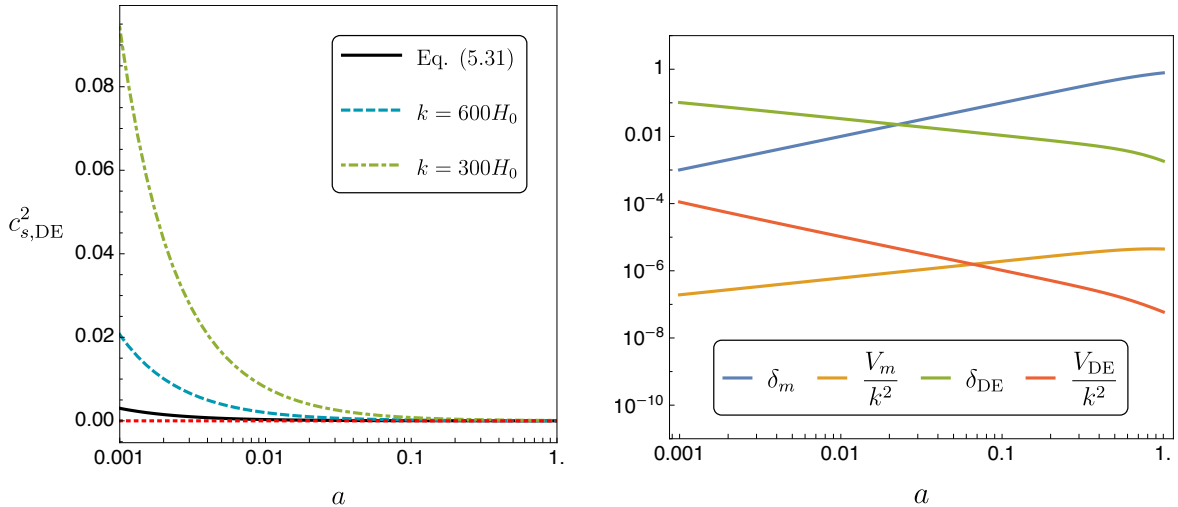 0.08
0.06
0.04
0.02
0.00
c²ₛ,DE
0.001 0.01 0.1 1.
a
Eq. (5.31)
k = 600H₀
k = 300H₀
1
0.01
10⁻⁴
10⁻⁶
10⁻⁸
10⁻¹⁰
0.001 0.01 0.1 1.
a
δₘ Vₘ/k² δ_DE V_DE/k²